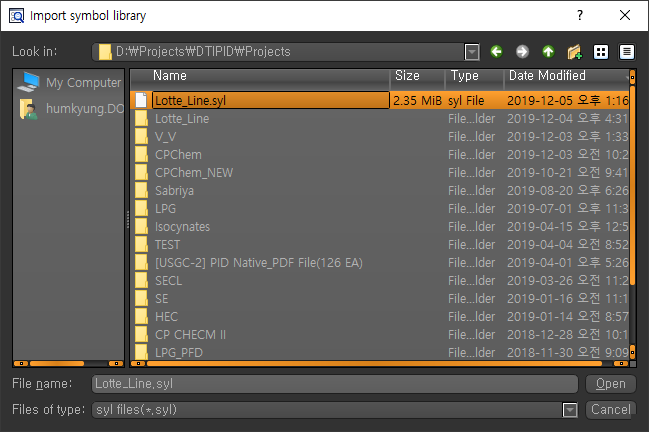 Import symbol library
? ×
Look in: D:₩Projects₩DTIPID₩Projects
My Computer
humkyung.DO
Name Size Type Date Modified
Lotte_Line.syl 2.35 MiB syl File 2019-12-05 오후 1:16
Lotte_Line File...lder 2019-12-04 오후 4:31
V_V File...lder 2019-12-03 오후 1:33
CPChem File...lder 2019-12-03 오전 10:2
CPChem_NEW File...lder 2019-10-21 오전 9:41
Sabriya File...lder 2019-08-20 오후 6:26
LPG File...lder 2019-07-01 오후 11:3
Isocynates File...lder 2019-04-15 오후 12:5
TEST File...lder 2019-04-04 오전 8:52
[USGC-2] PID Native_PDF File(126 EA) File...lder 2019-04-01 오후 5:26
SECL File...lder 2019-03-26 오전 11:2
SE File...lder 2019-01-16 오전 11:1
HEC File...lder 2019-01-14 오후 8:57
CP CHECM II File...lder 2018-12-28 오전 10:1
LPG_PFD File...lder 2018-11-30 오전 9:09
File name: Lotte_Line.syl Open
Files of type: syl files(*.syl) Cancel